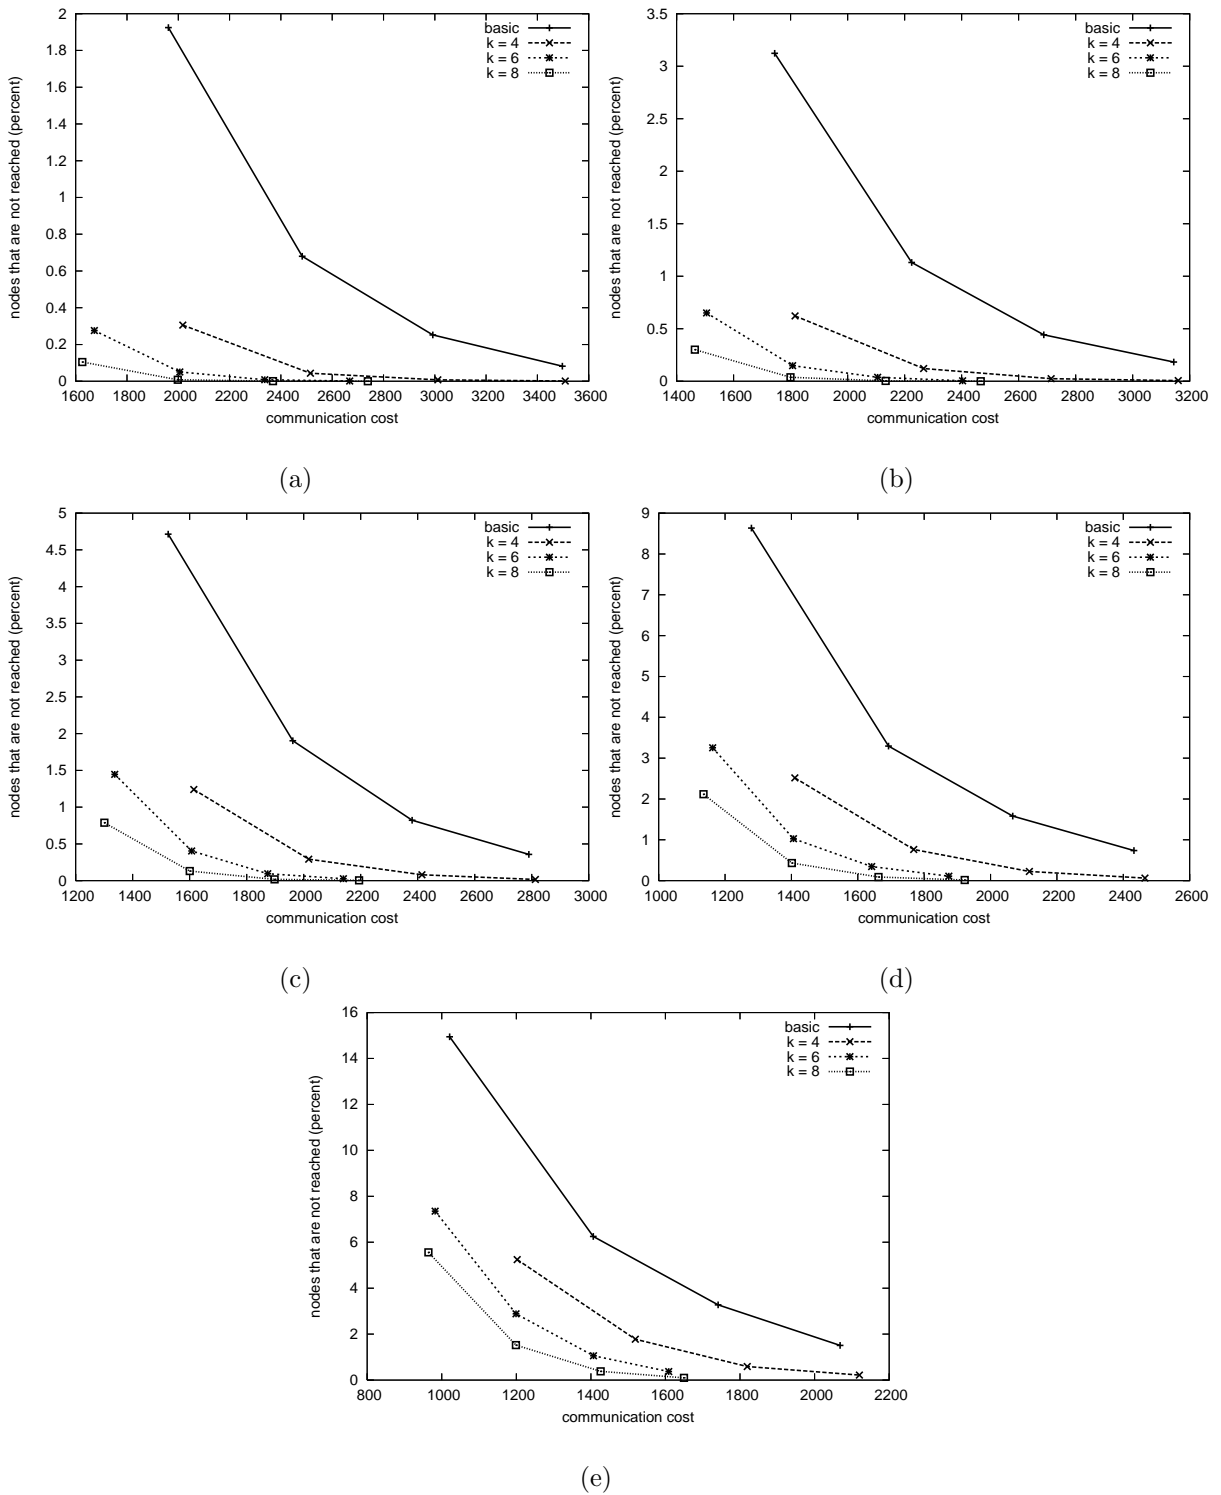 2
1.8
1.6
1.4
1.2
1
0.8
0.6
0.4
0.2
0
nodes that are not reached (percent)
basic
k = 4
k = 6
k = 8
1600 1800 2000 2200 2400 2600 2800 3000 3200 3400 3600
communication cost
(a)
3.5
3
2.5
2
1.5
1
0.5
0
nodes that are not reached (percent)
basic
k = 4
k = 6
k = 8
1400 1600 1800 2000 2200 2400 2600 2800 3000 3200
communication cost
(b)
5
4.5
4
3.5
3
2.5
2
1.5
1
0.5
0
nodes that are not reached (percent)
basic
k = 4
k = 6
k = 8
1200 1400 1600 1800 2000 2200 2400 2600 2800 3000
communication cost
(c)
9
8
7
6
5
4
3
2
1
0
nodes that are not reached (percent)
basic
k = 4
k = 6
k = 8
1000 1200 1400 1600 1800 2000 2200 2400 2600
communication cost
(d)
16
14
12
10
8
6
4
2
0
nodes that are not reached (percent)
basic
k = 4
k = 6
k = 8
800 1000 1200 1400 1600 1800 2000 2200
communication cost
(e)